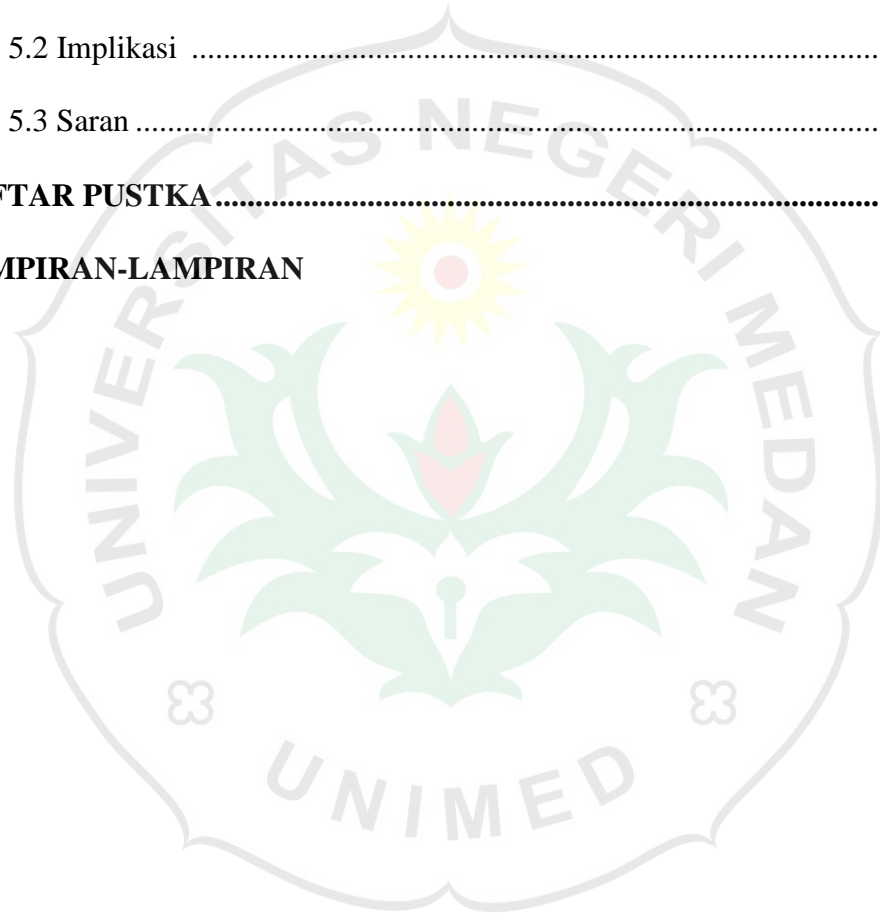 5.2 Implikasi ........................................................................................
5.3 Saran ...............................................................................................
FTAR PUSTKA....................................................................................
MPIRAN-LAMPIRAN
UNIVERSITAS NEGERI MEDAN
UNIMED